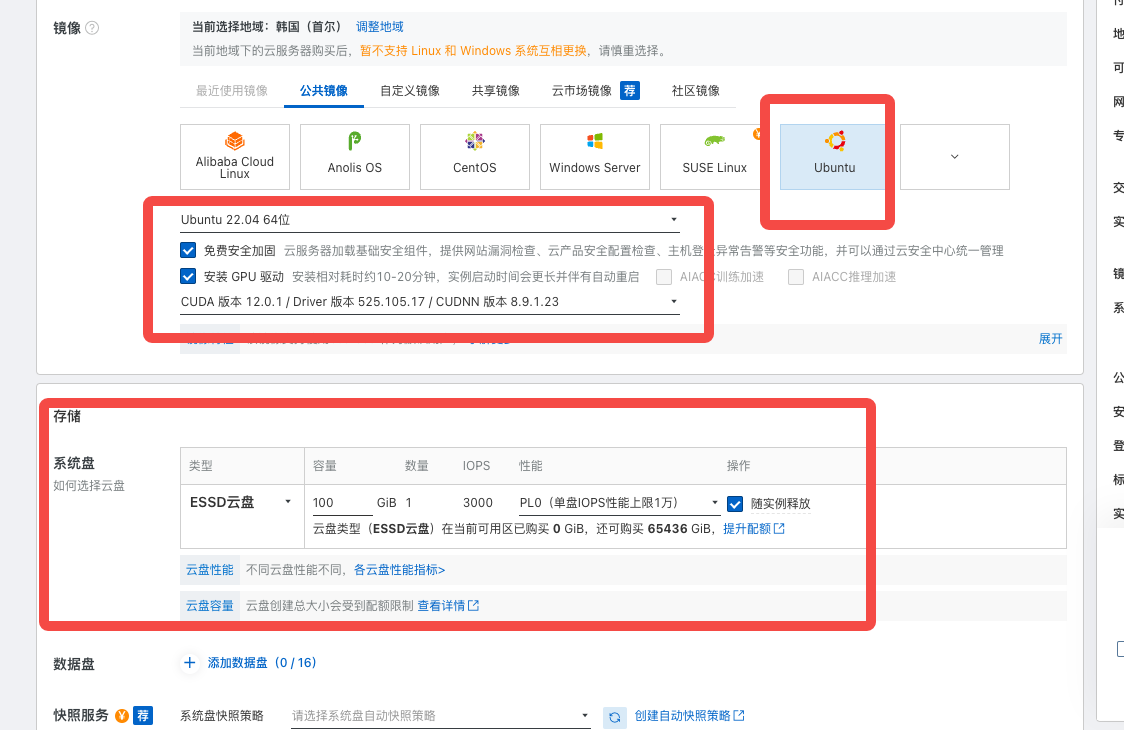 镜像
当前选择地域：韩国（首尔） 调整地域
当前地域下的云服务器购买后，暂不支持 Linux 和 Windows 系统互相更换，请慎重选择。
最近使用镜像 公共镜像 自定义镜像 共享镜像 云市场镜像 荐 社区镜像
Alibaba Cloud Linux
Anolis OS
CentOS
Windows Server
SUSE Linux
Ubuntu
Ubuntu 22.04 64位
免费安全加固 云服务器加载基础安全组件，提供网站漏洞检查、云产品安全配置检查、主机登录异常告警等安全功能，并可以通过云安全中心统一管理
安装 GPU 驱动 安装相对耗时约10-20分钟，实例启动时间会更长并伴有自动重启 AIACC训练加速 AIACC推理加速
CUDA 版本 12.0.1 / Driver 版本 525.105.17 / CUDNN 版本 8.9.1.23
展开
存储
系统盘
如何选择云盘
类型 容量 数量 IOPS 性能 操作
ESSD云盘 100 GiB 1 3000 PL0（单盘IOPS性能上限1万） 随实例释放
云盘类型（ESSD云盘）在当前可用区已购买 0 GiB，还可购买 65436 GiB，提升配额
云盘性能 不同云盘性能不同，各云盘性能指标>
云盘容量 云盘创建总大小会受到配额限制 查看详情
数据盘 添加数据盘（0 / 16）
快照服务 ¥ 荐 系统盘快照策略 请选择系统盘自动快照策略 创建自动快照策略
地
可
网
专
交
实
镜
系
公
安
登
标
实